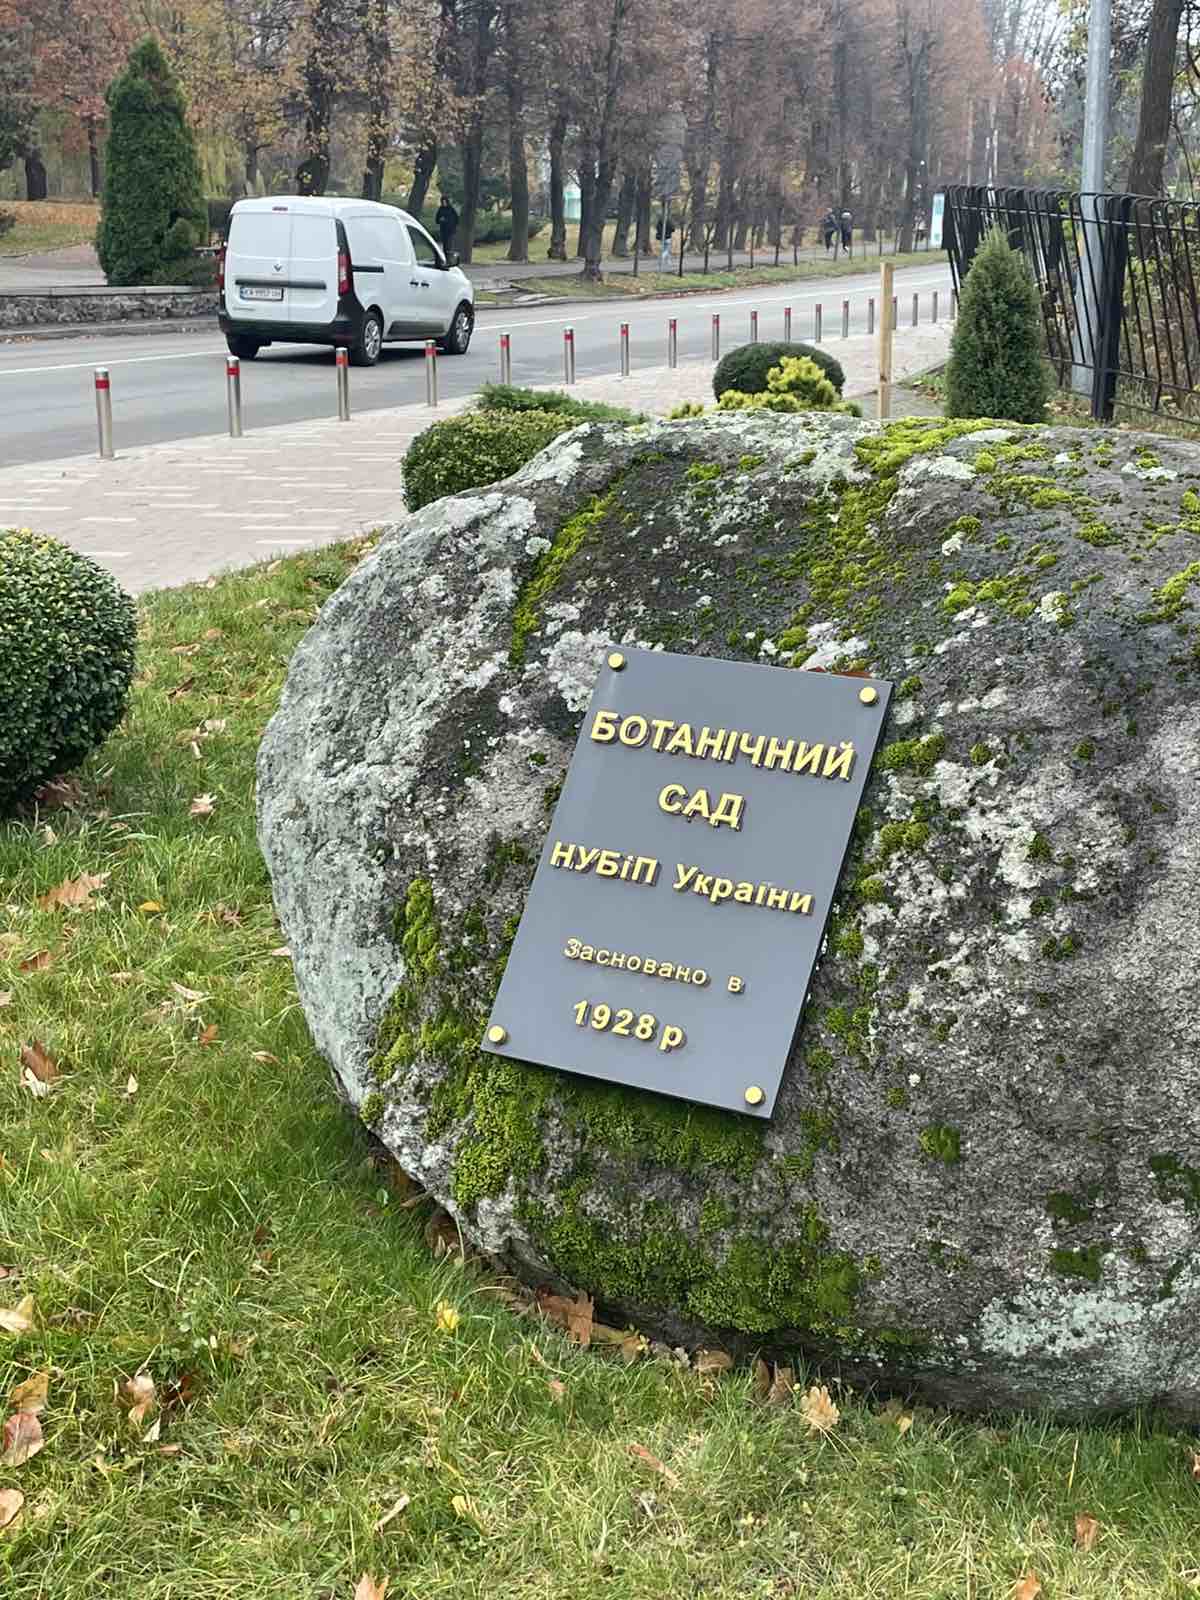 БОТАНІЧНИЙ
САД
НУБіП України
Засновано в
1928 р